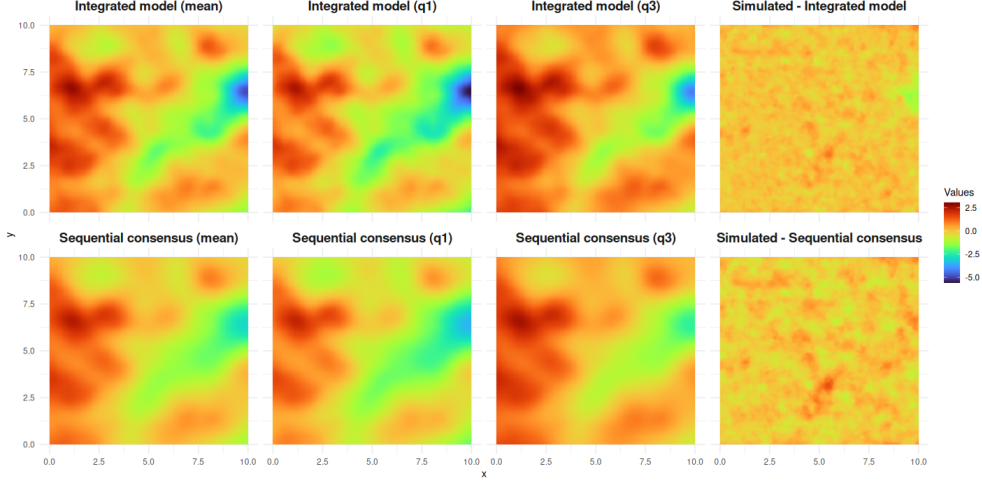 Integrated model (mean) Integrated model (q1) Integrated model (q3) Simulated - Integrated model
10.0
7.5
5.0
2.5
0.0
y
Sequential consensus (mean) Sequential consensus (q1) Sequential consensus (q3) Simulated - Sequential consensus
10.0
7.5
5.0
2.5
0.0
0.0 2.5 5.0 7.5 10.0 0.0 2.5 5.0 7.5 10.0 0.0 2.5 5.0 7.5 10.0 0.0 2.5 5.0 7.5 10.0
x
Values
2.5
0.0
-2.5
-5.0